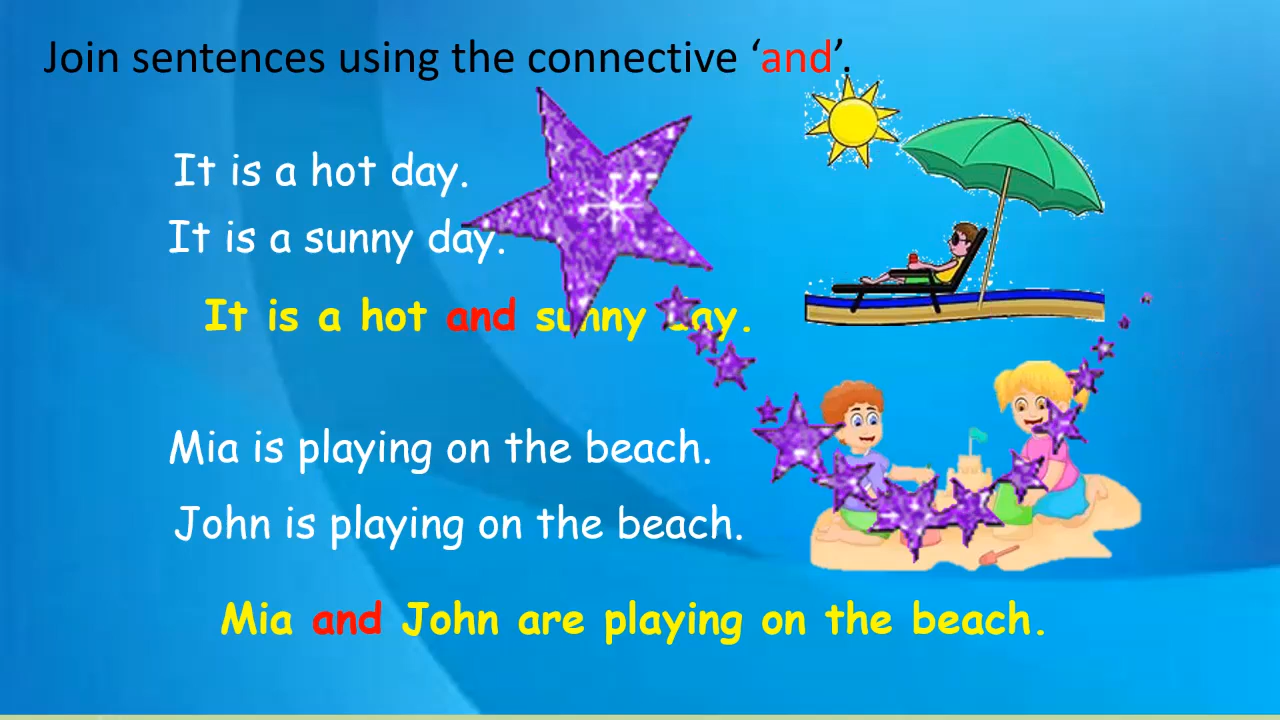 Join sentences using the connective ‘and’.
It is a hot day.
It is a sunny day.
It is a hot and sunny day.
Mia is playing on the beach.
John is playing on the beach.
Mia and John are playing on the beach.